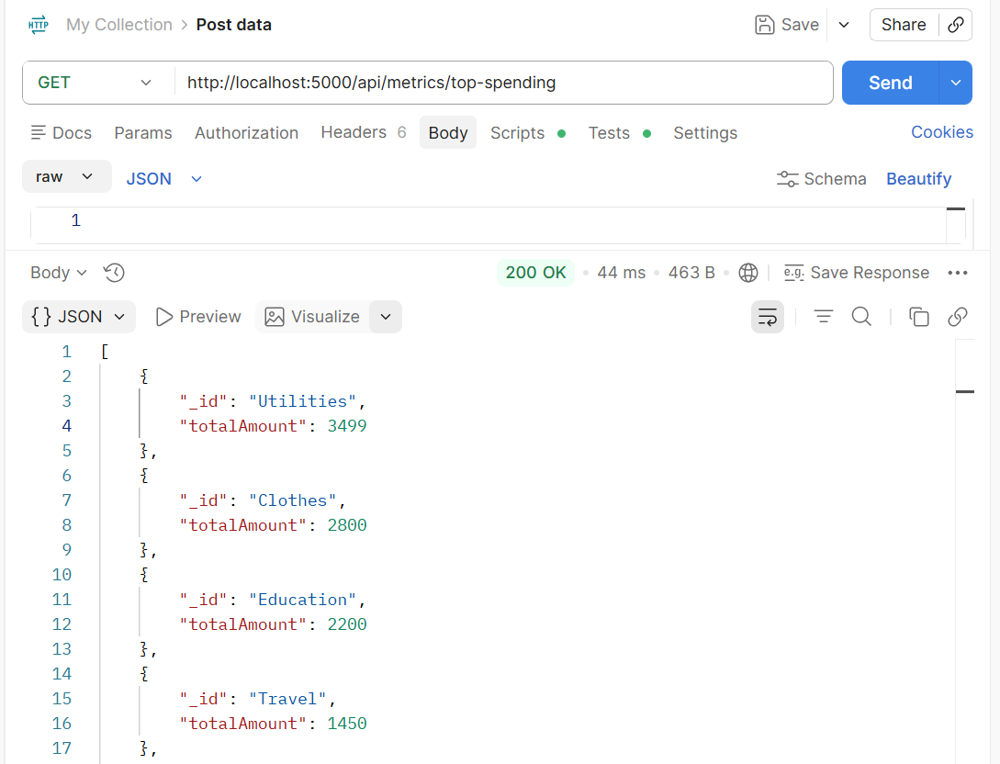 HTTP My Collection > Post data Save Share
GET http://localhost:5000/api/metrics/top-spending Send
Docs Params Authorization Headers 6 Body Scripts Tests Settings Cookies
raw JSON Schema Beautify
1
Body 200 OK • 44 ms • 463 B • e.g. Save Response •••
{} JSON Preview Visualize
1 [
2 {
3 "_id": "Utilities",
4 "totalAmount": 3499
5 },
6 {
7 "_id": "Clothes",
8 "totalAmount": 2800
9 },
10 {
11 "_id": "Education",
12 "totalAmount": 2200
13 },
14 {
15 "_id": "Travel",
16 "totalAmount": 1450
17 },